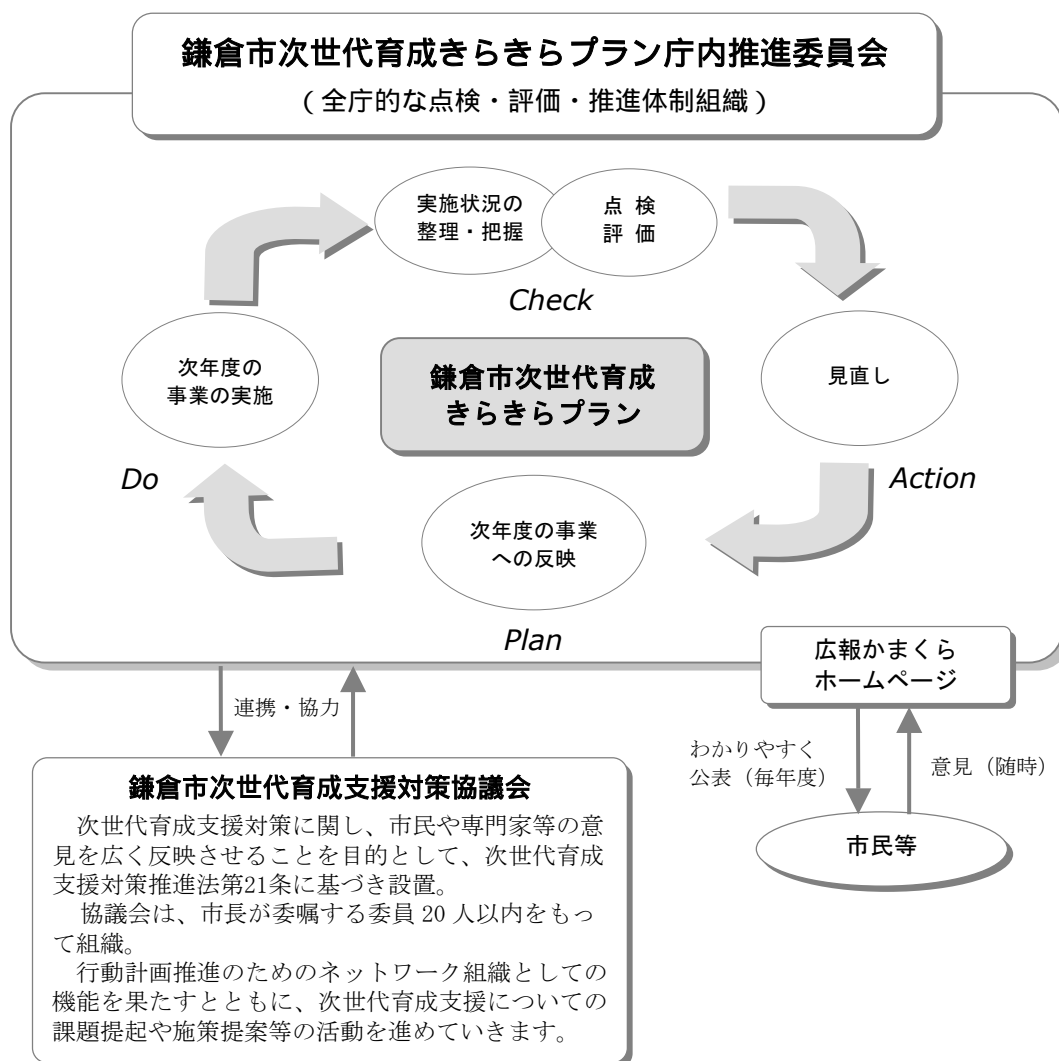 鎌倉市次世代育成きらきらプラン庁内推進委員会
(全庁的な点検・評価・推進体制組織)
実施状況の
整理・把握
点 検
評 価
Check
次年度の
事業の実施
鎌倉市次世代育成
きらきらプラン
見直し
Do
Action
次年度の事業
への反映
Plan
広報かまくら
ホームページ
連携・協力
わかりやすく
公表(毎年度)
意見(随時)
市民等
鎌倉市次世代育成支援対策協議会
次世代育成支援対策に関し、市民や専門家等の意
見を広く反映させることを目的として、次世代育成
支援対策推進法第21条に基づき設置。
協議会は、市長が委嘱する委員 20 人以内をもっ
て組織。
行動計画推進のためのネットワーク組織としての
機能を果たすとともに、次世代育成支援についての
課題提起や施策提案等の活動を進めていきます。